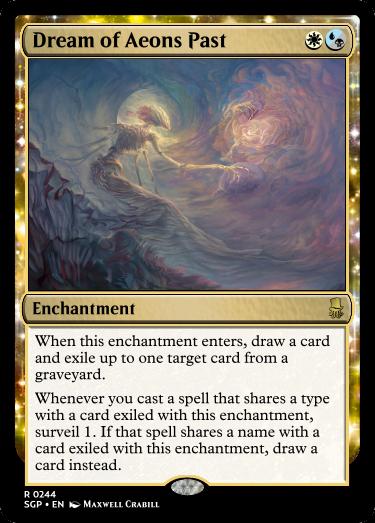 Dream of Aeons Past
Enchantment
When this enchantment enters, draw a card
and exile up to one target card from a
graveyard.
Whenever you cast a spell that shares a type
with a card exiled with this enchantment,
surveil 1. If that spell shares a name with a
card exiled with this enchantment, draw a
card instead.
R 0244
SGP • EN Maxwell Crabill